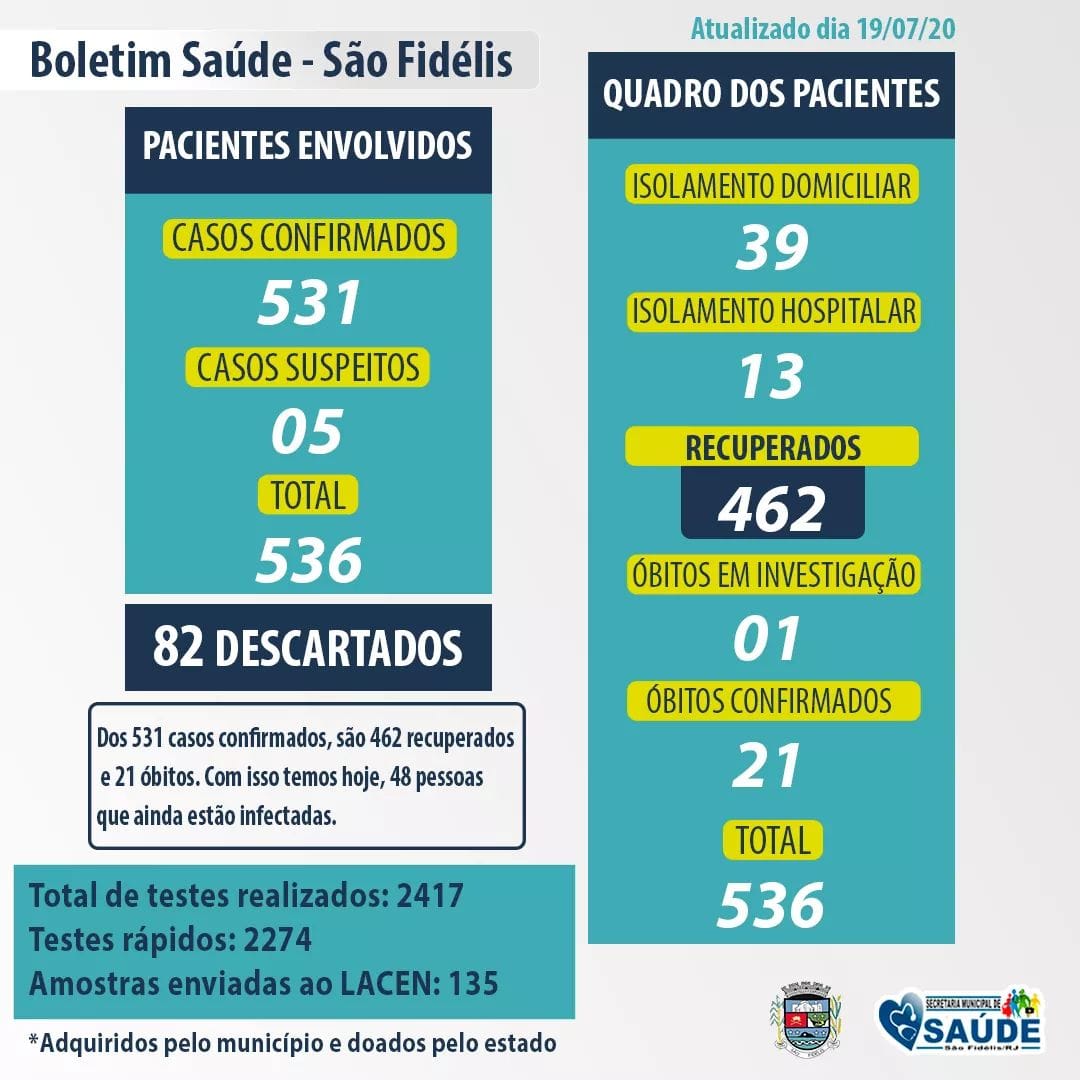 Boletim Saúde - São Fidélis
PACIENTES ENVOLVIDOS
CASOS CONFIRMADOS
531
CASOS SUSPEITOS
05
TOTAL
536
82 DESCARTADOS
Dos 531 casos confirmados, são 462 recuperados
e 21 óbitos. Com isso temos hoje, 48 pessoas
que ainda estão infectadas.
Total de testes realizados: 2417
Testes rápidos: 2274
Amostras enviadas ao LACEN: 135
*Adquiridos pelo município e doados pelo estado
Atualizado dia 19/07/20
QUADRO DOS PACIENTES
ISOLAMENTO DOMICILIAR
39
ISOLAMENTO HOSPITALAR
13
RECUPERADOS
462
ÓBITOS EM INVESTIGAÇÃO
01
ÓBITOS CONFIRMADOS
21
TOTAL
536
SÃO FIDÉLIS
SECRETARIA MUNICIPAL DE
SAÚDE
São Fidélis/RJ